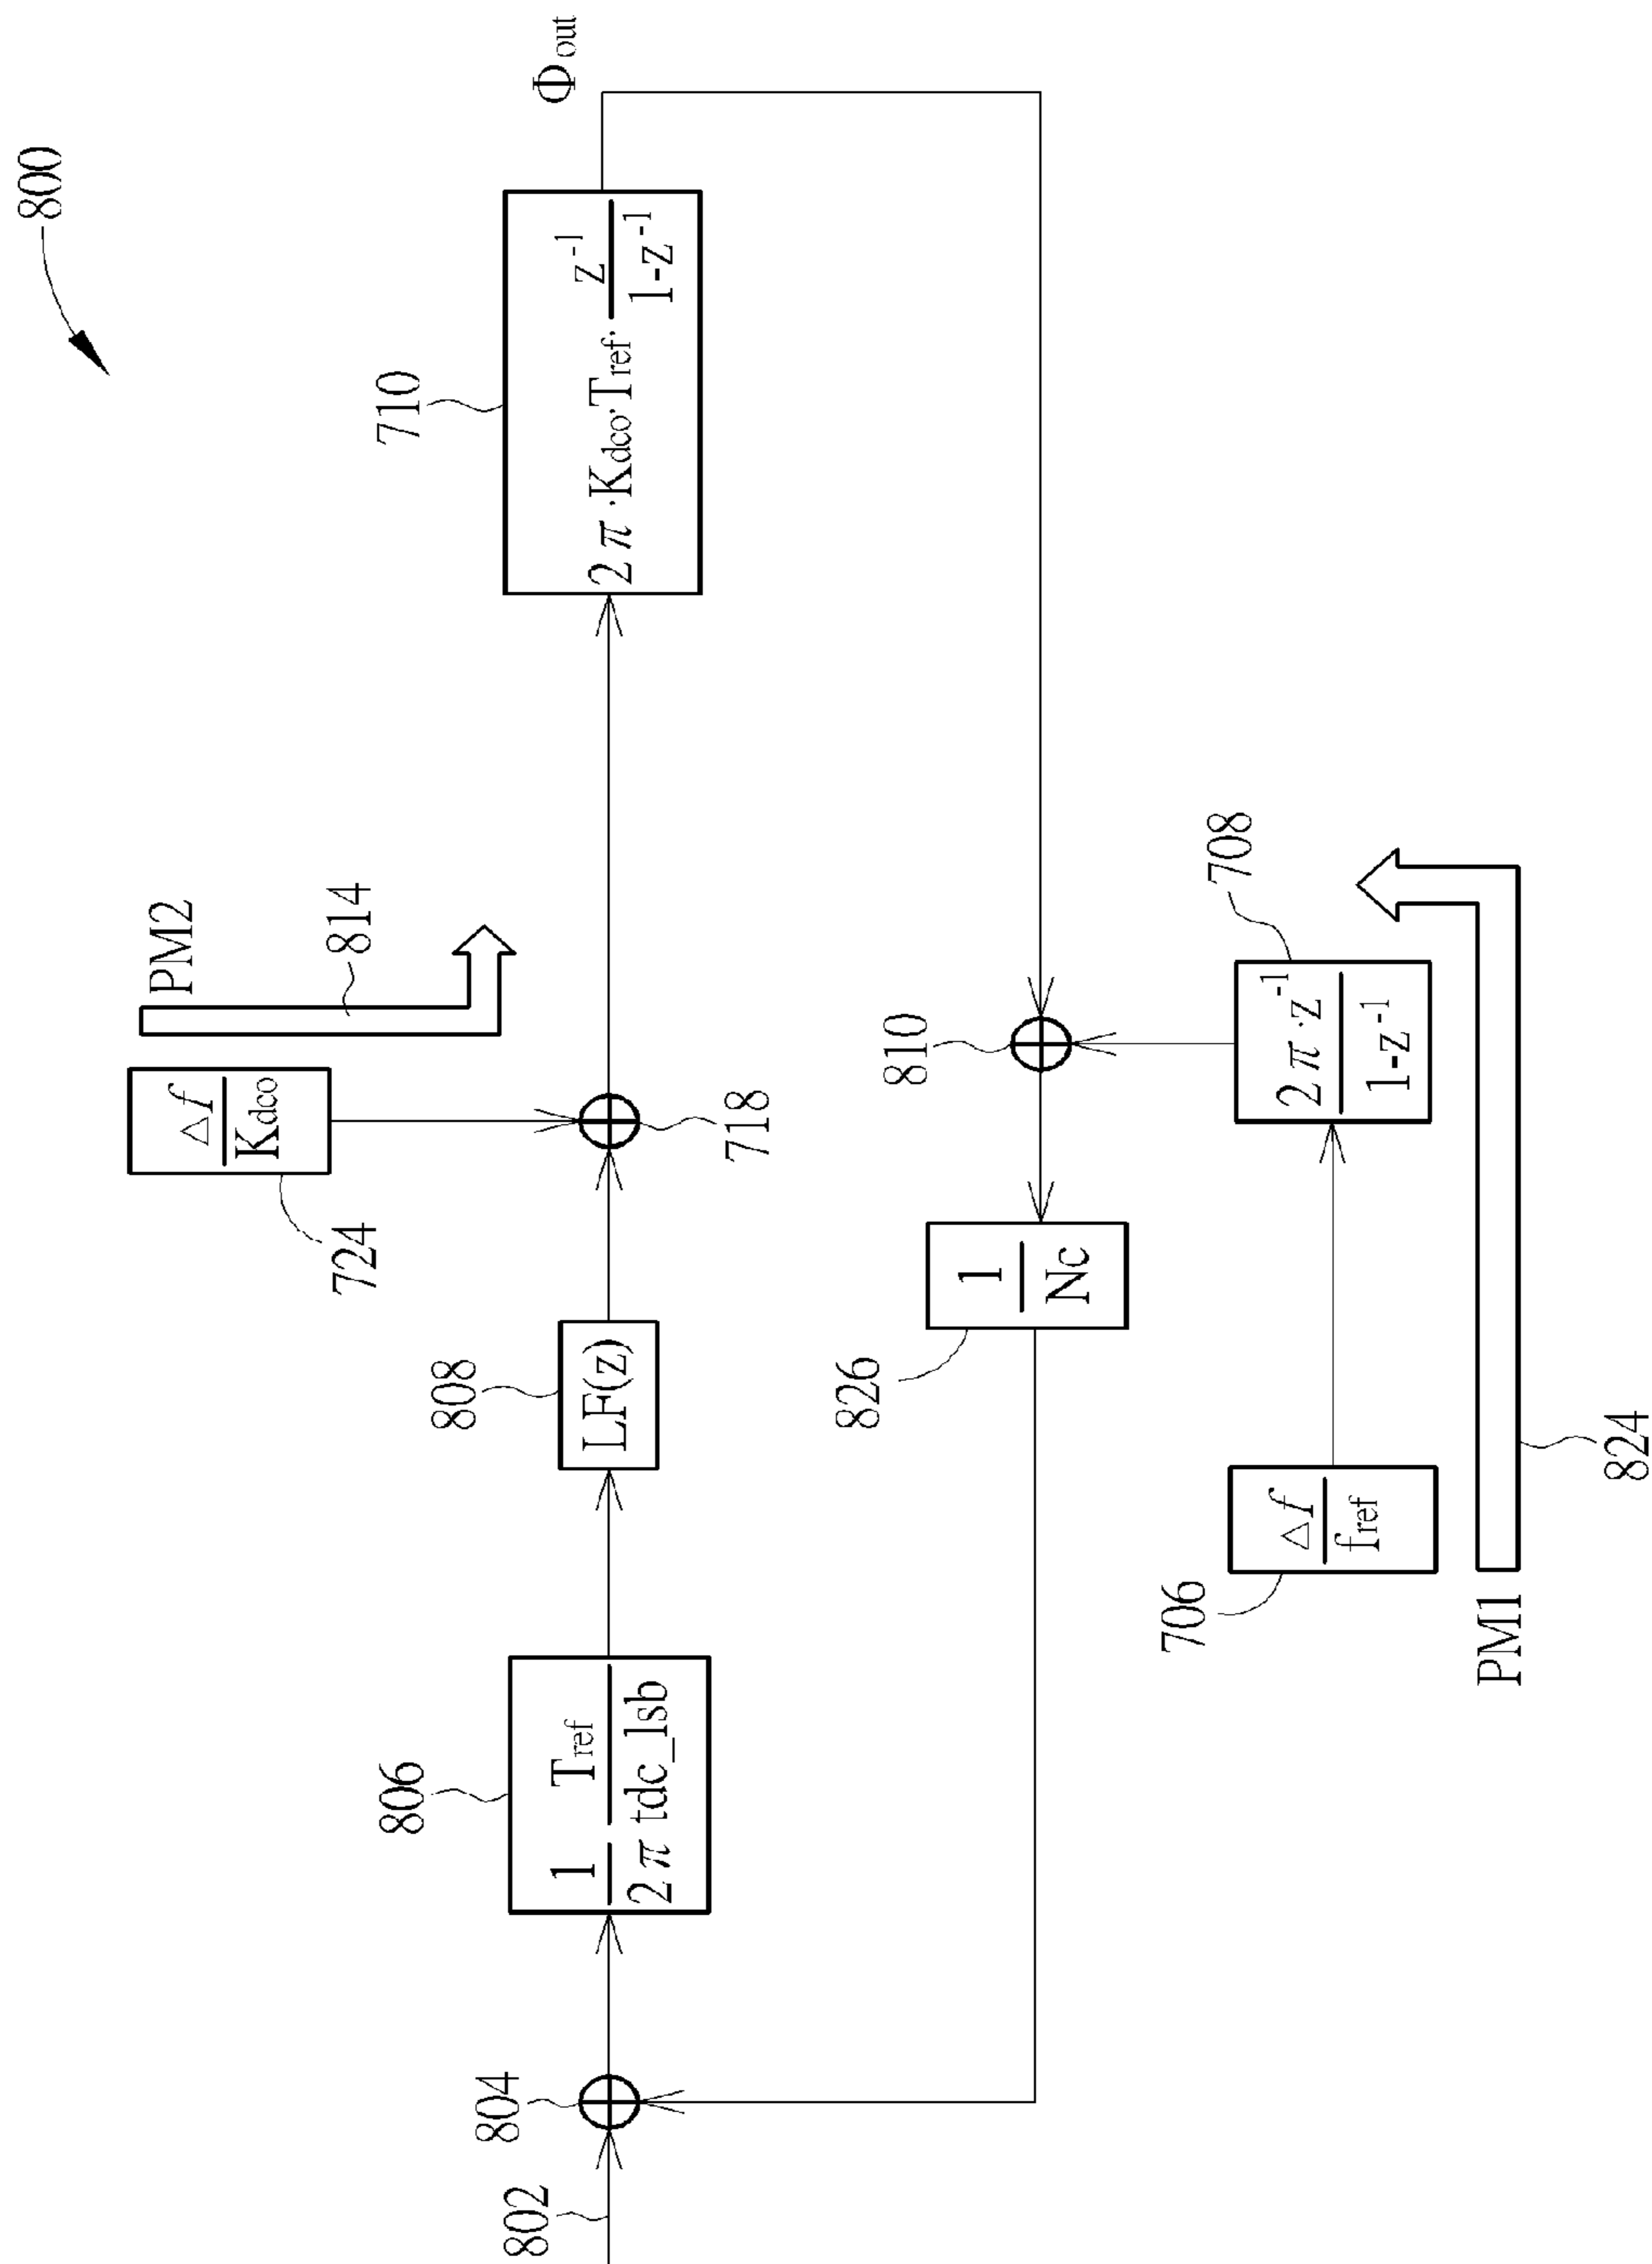 800
Φout
710
2π·Kdco·Tref· z⁻¹ / 1-z⁻¹
PM2
814
Δf / Kdco
724
718
808
LF(z)
806
1 / 2π Tref / tdc_lsb
804
802
810
1 / Nc
826
708
2π·z⁻¹ / 1-z⁻¹
Δf / fref
706
PM1
824